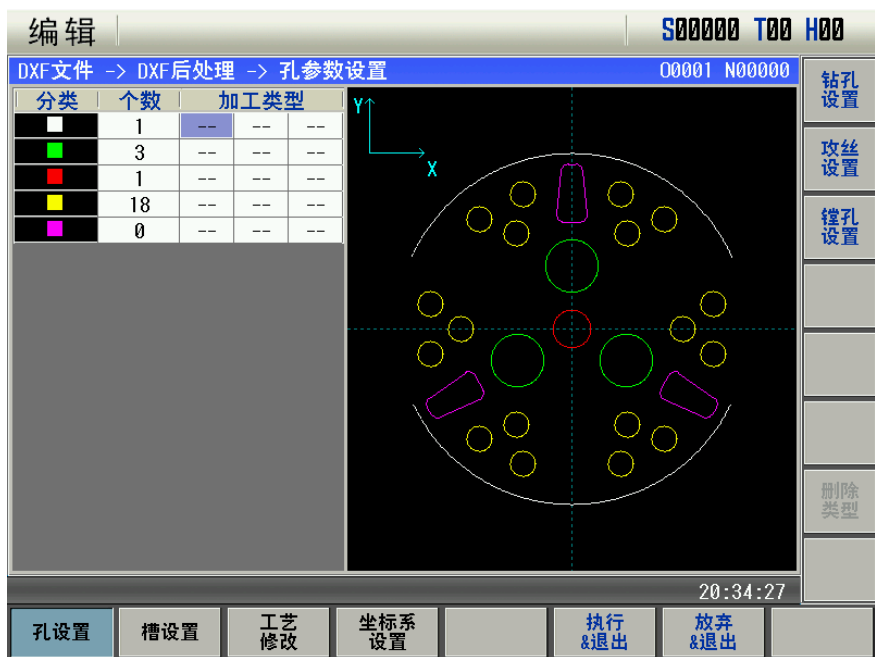 编辑
S00000 T00 H00
DXF文件 -> DXF后处理 -> 孔参数设置
O0001 N00000
分类 个数 加工类型
1 -- -- --
3 -- -- --
1 -- -- --
18 -- -- --
0 -- -- --
Y
X
钻孔
设置
攻丝
设置
镗孔
设置
删除
类型
20:34:27
孔设置
槽设置
工艺
修改
坐标系
设置
执行
&退出
放弃
&退出